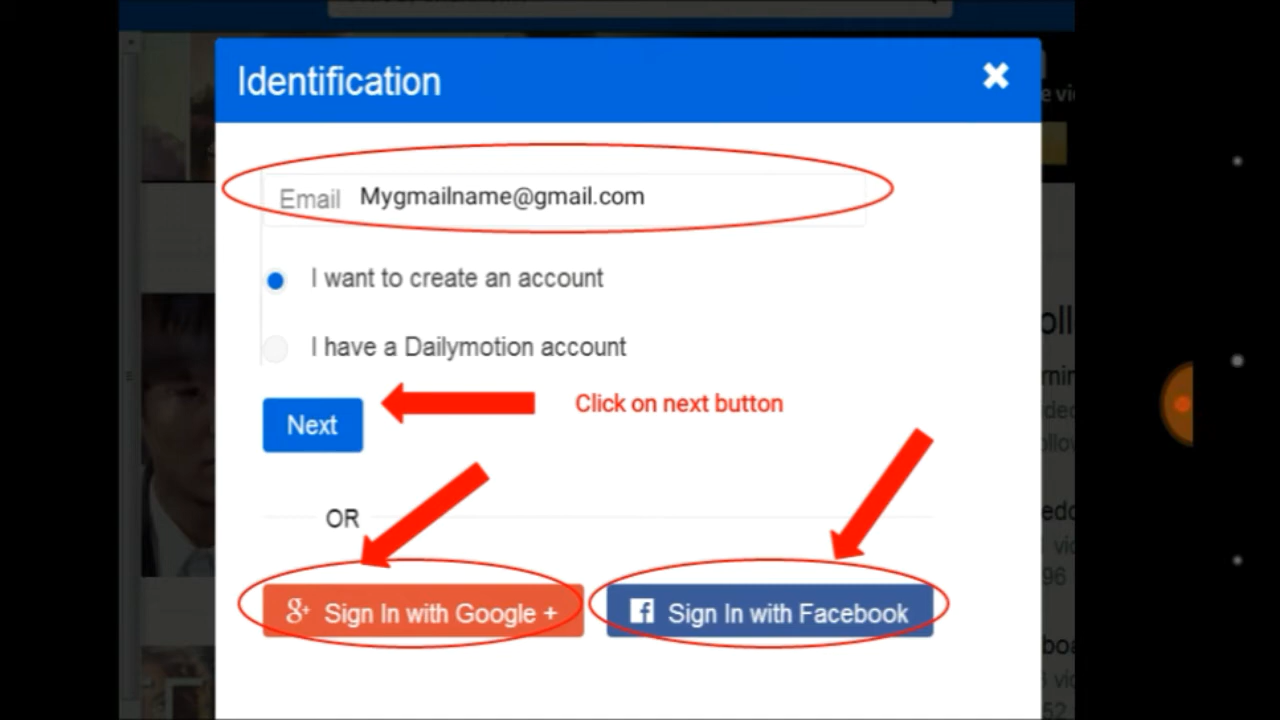 Identification
Email Mygmailname@gmail.com
I want to create an account
I have a Dailymotion account
Click on next button
Next
OR
g+ Sign In with Google +
f Sign In with Facebook